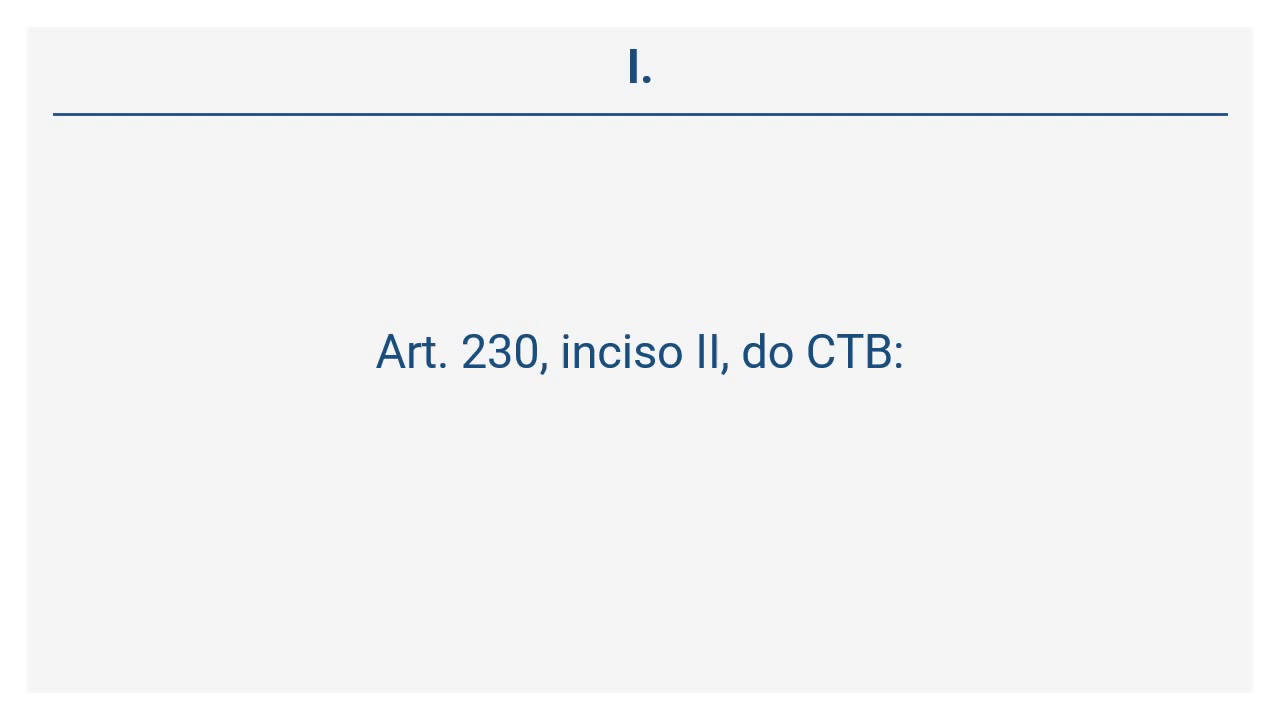 I.
Art. 230, inciso II, do CTB: